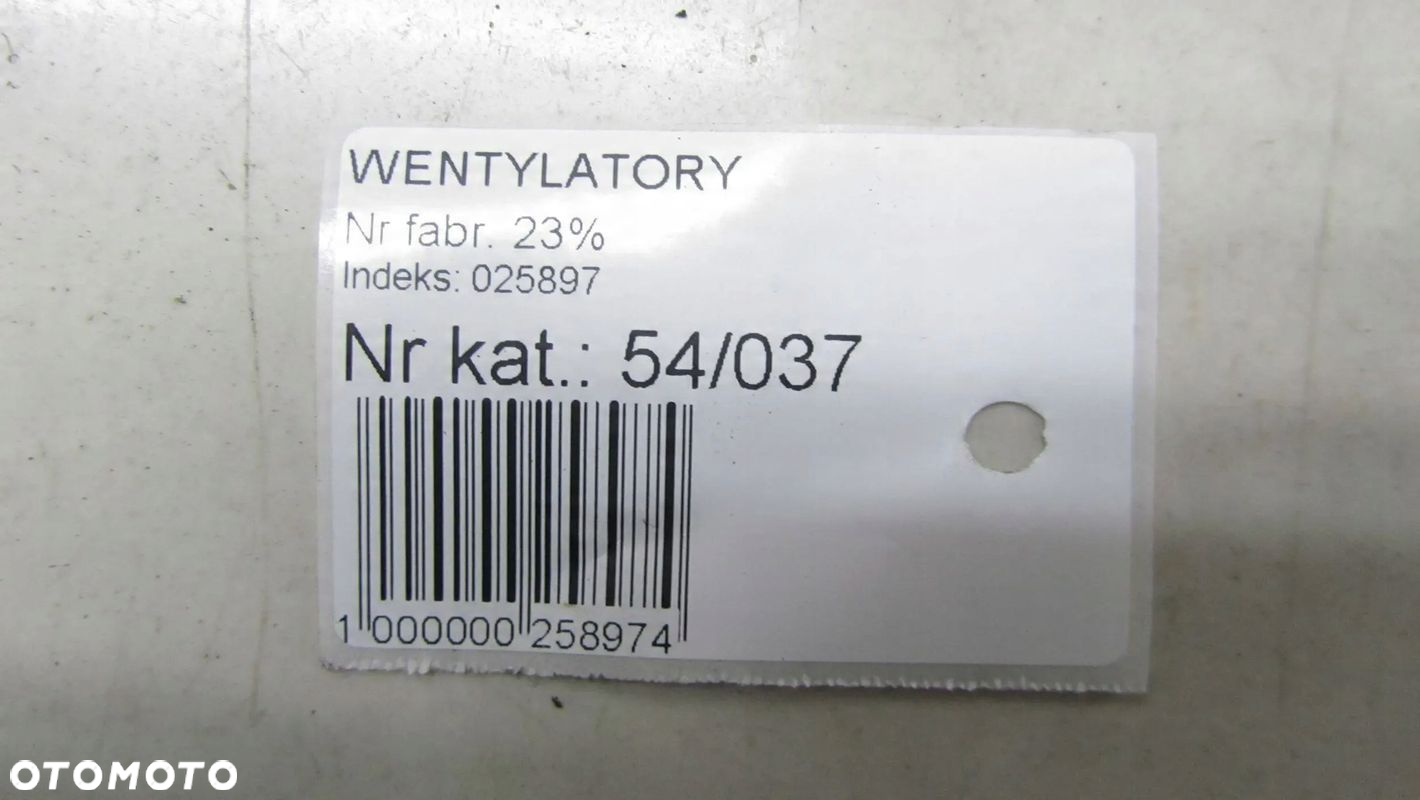 WENTYLATORY
Nr fabr. 23%
Indeks: 025897
Nr kat.: 54/037
1 000000 258974
OTOMOTO